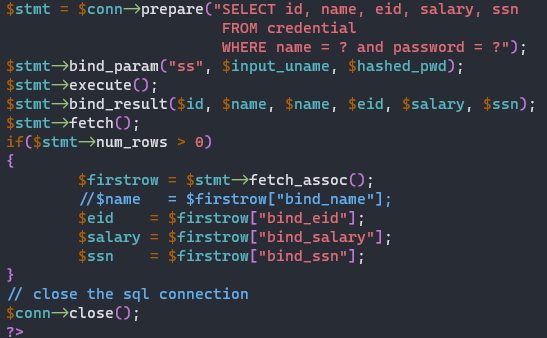 $stmt = $conn->prepare("SELECT id, name, eid, salary, ssn
                        FROM credential
                        WHERE name = ? and password = ?");
$stmt->bind_param("ss", $input_uname, $hashed_pwd);
$stmt->execute();
$stmt->bind_result($id, $name, $name, $eid, $salary, $ssn);
$stmt->fetch();
if($stmt->num_rows > 0)
{
        $firstrow = $stmt->fetch_assoc();
        //$name   = $firstrow["bind_name"];
        $eid    = $firstrow["bind_eid"];
        $salary = $firstrow["bind_salary"];
        $ssn    = $firstrow["bind_ssn"];
}
// close the sql connection
$conn->close();
?>